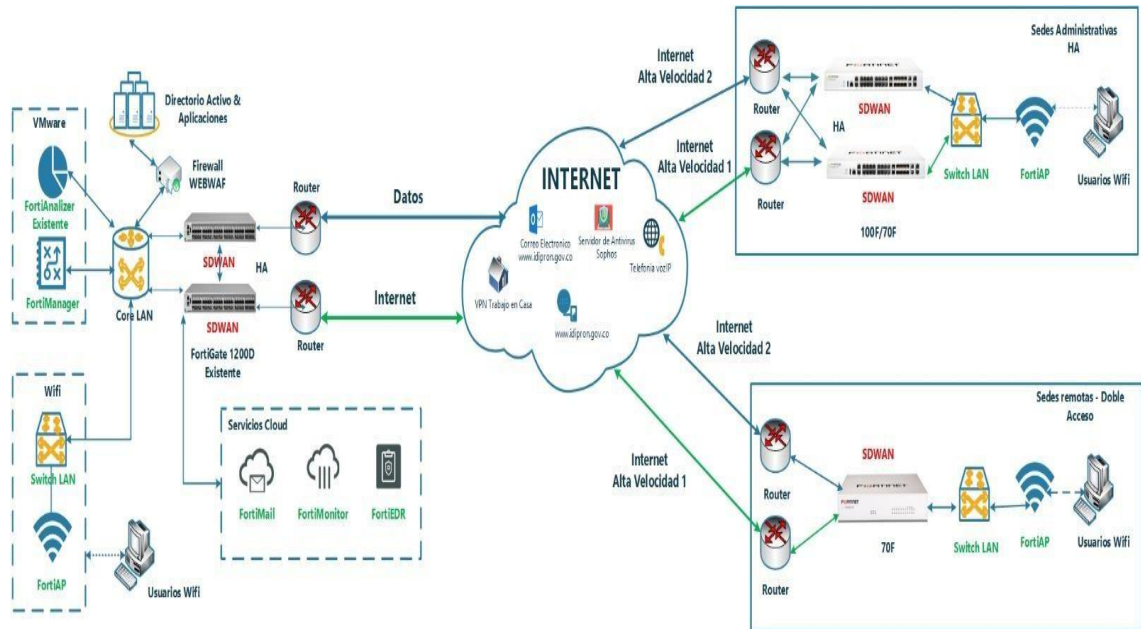 VMware
FortiAnalizer
Existente
FortiManager
Directorio Activo &
Aplicaciones
Firewall
WEBWAF
Core LAN
SDWAN
HA
SDWAN
FortiGate 1200D
Existente
Router
Router
Datos
Internet
Wifi
Switch LAN
FortiAP
Usuarios Wifi
Servicios Cloud
FortiMail
FortiMonitor
FortiEDR
INTERNET
Correo Electronico
www.idipron.gov.co
Servidor de Antivirus
Sophos
Telefonia vozIP
VPN Trabajo en Casa
www.idipron.gov.co
Internet
Alta Velocidad 2
Internet
Alta Velocidad 1
Sedes Administrativas
HA
Router
Router
FORTINET
SDWAN
HA
FORTINET
SDWAN
100F/70F
Switch LAN
FortiAP
Usuarios Wifi
Internet
Alta Velocidad 2
Internet
Alta Velocidad 1
Sedes remotas - Doble
Acceso
Router
Router
SDWAN
FORTINET
70F
Switch LAN
FortiAP
Usuarios Wifi